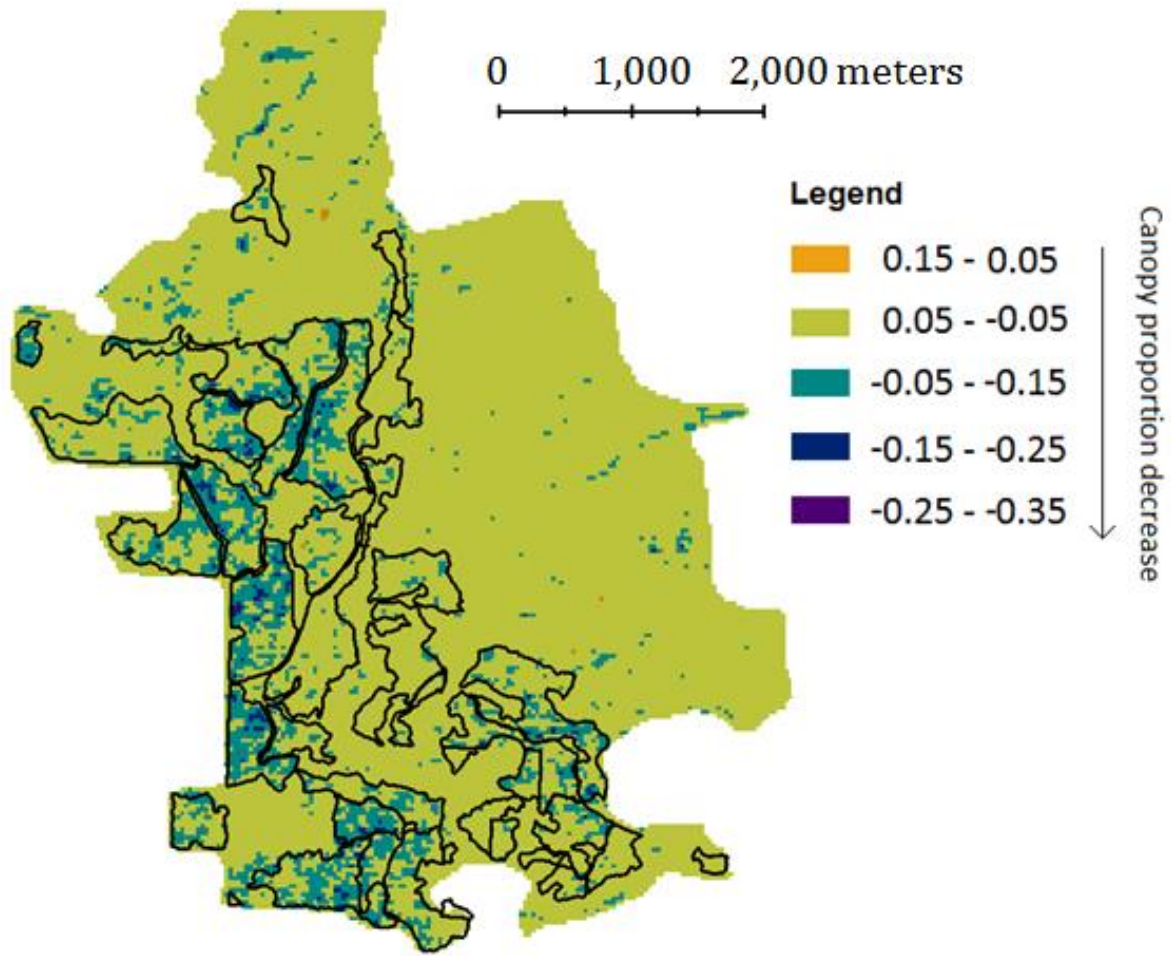 0 1,000 2,000 meters
Legend
0.15 - 0.05
0.05 - -0.05
-0.05 - -0.15
-0.15 - -0.25
-0.25 - -0.35
Canopy proportion decrease